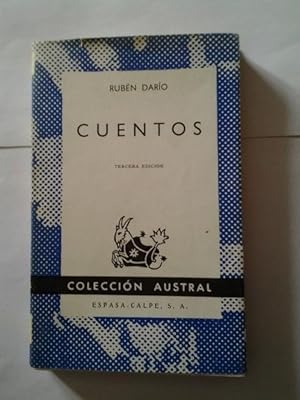 RUBÉN DARÍO
CUENTOS
TERCERA EDICIÓN
COLECCIÓN AUSTRAL
ESPASA-CALPE, S. A.